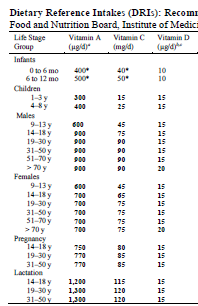 Dietary Reference Intakes (DRIs): Recom
Food and Nutrition Board, Institute of Medici
Life Stage Vitamin A Vitamin C Vitamin D
Group (µg/d)a (mg/d) (µg/d)b,c
Infants
0 to 6 mo 400* 40* 10
6 to 12 mo 500* 50* 10
Children
1–3 y 300 15 15
4–8 y 400 25 15
Males
9–13 y 600 45 15
14–18 y 900 75 15
19–30 y 900 90 15
31–50 y 900 90 15
51–70 y 900 90 15
> 70 y 900 90 20
Females
9–13 y 600 45 15
14–18 y 700 65 15
19–30 y 700 75 15
31–50 y 700 75 15
51–70 y 700 75 15
> 70 y 700 75 20
Pregnancy
14–18 y 750 80 15
19–30 y 770 85 15
31–50 y 770 85 15
Lactation
14–18 y 1,200 115 15
19–30 y 1,300 120 15
31–50 y 1,300 120 15